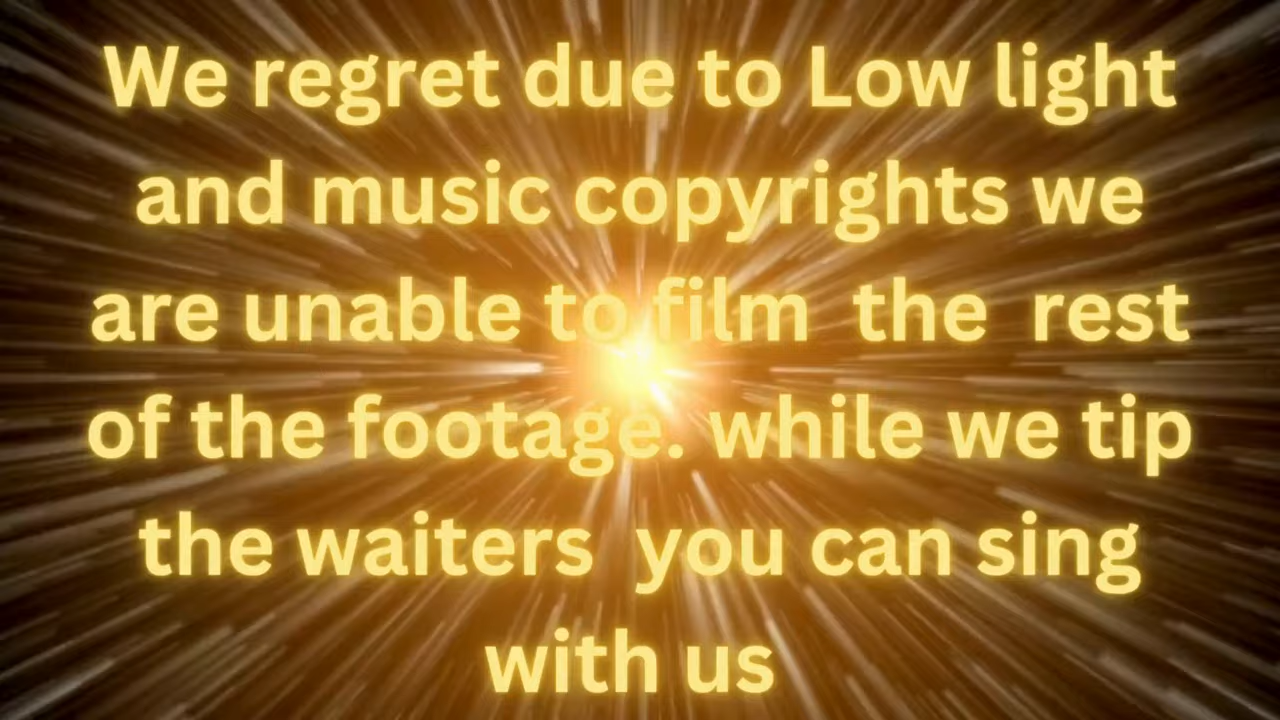 We regret due to Low light
and music copyrights we
are unable to film the rest
of the footage. while we tip
the waiters you can sing
with us